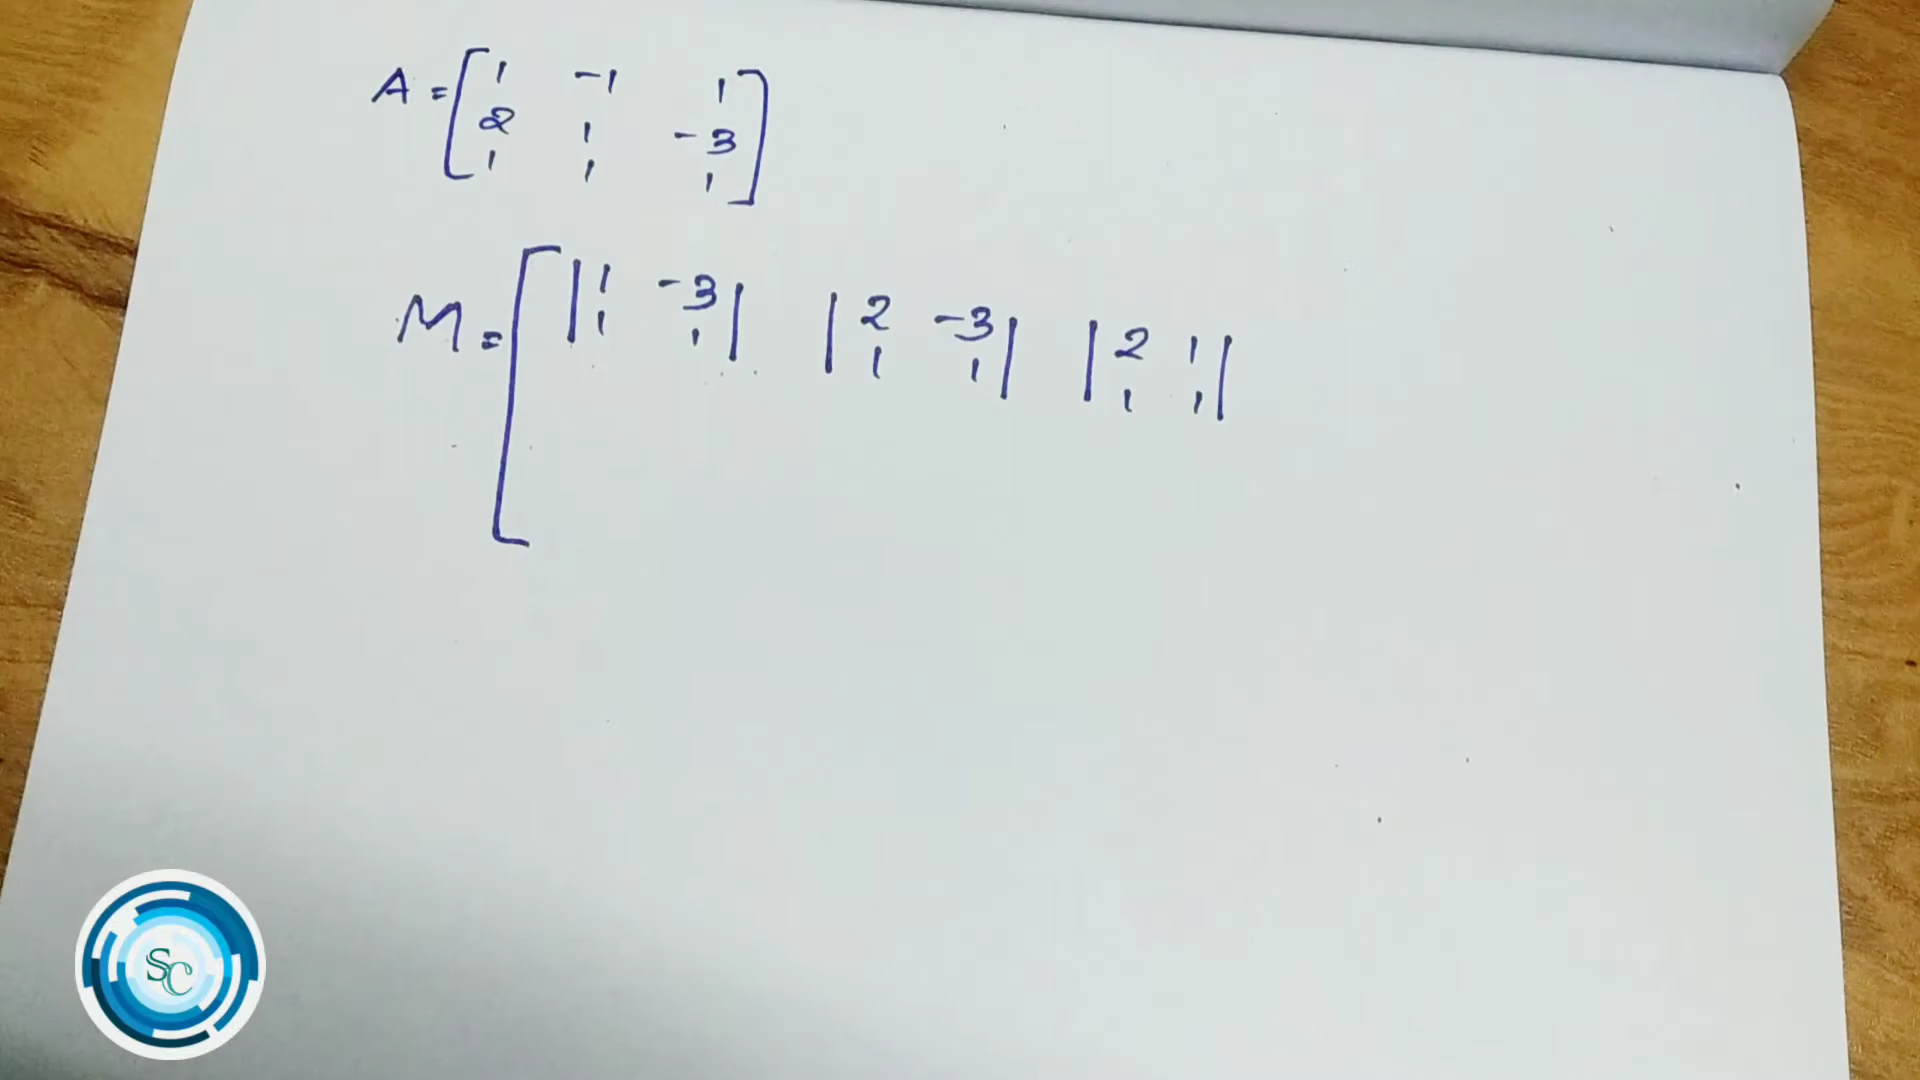 A = [ 1 -1 1
2 1 -3
1 1 1 ]
M = [ | 1 -3 | | 2 -3 | | 2 1 |
| 1 1 | | 1 1 | | 1 1 |
SC